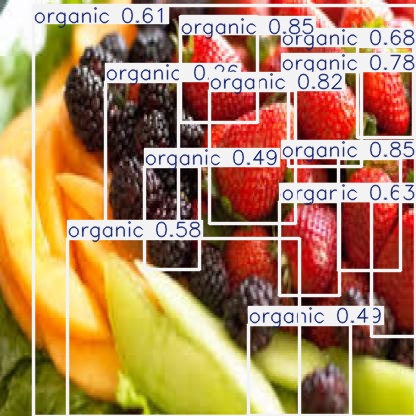 organic 0.61
organic 0.85
organic 0.68
organic 0.78
organic 0.26
organic 0.82
organic 0.49
organic 0.85
organic 0.63
organic 0.58
organic 0.49